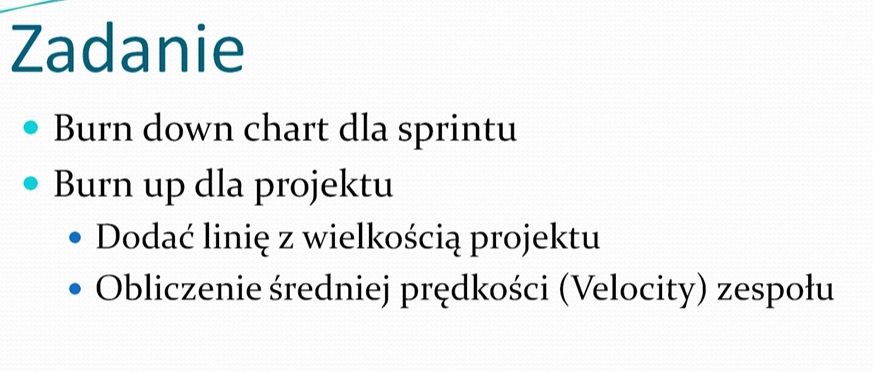 Zadanie
Burn down chart dla sprintu
Burn up dla projektu
Dodać linię z wielkością projektu
Obliczenie średniej prędkości (Velocity) zespołu